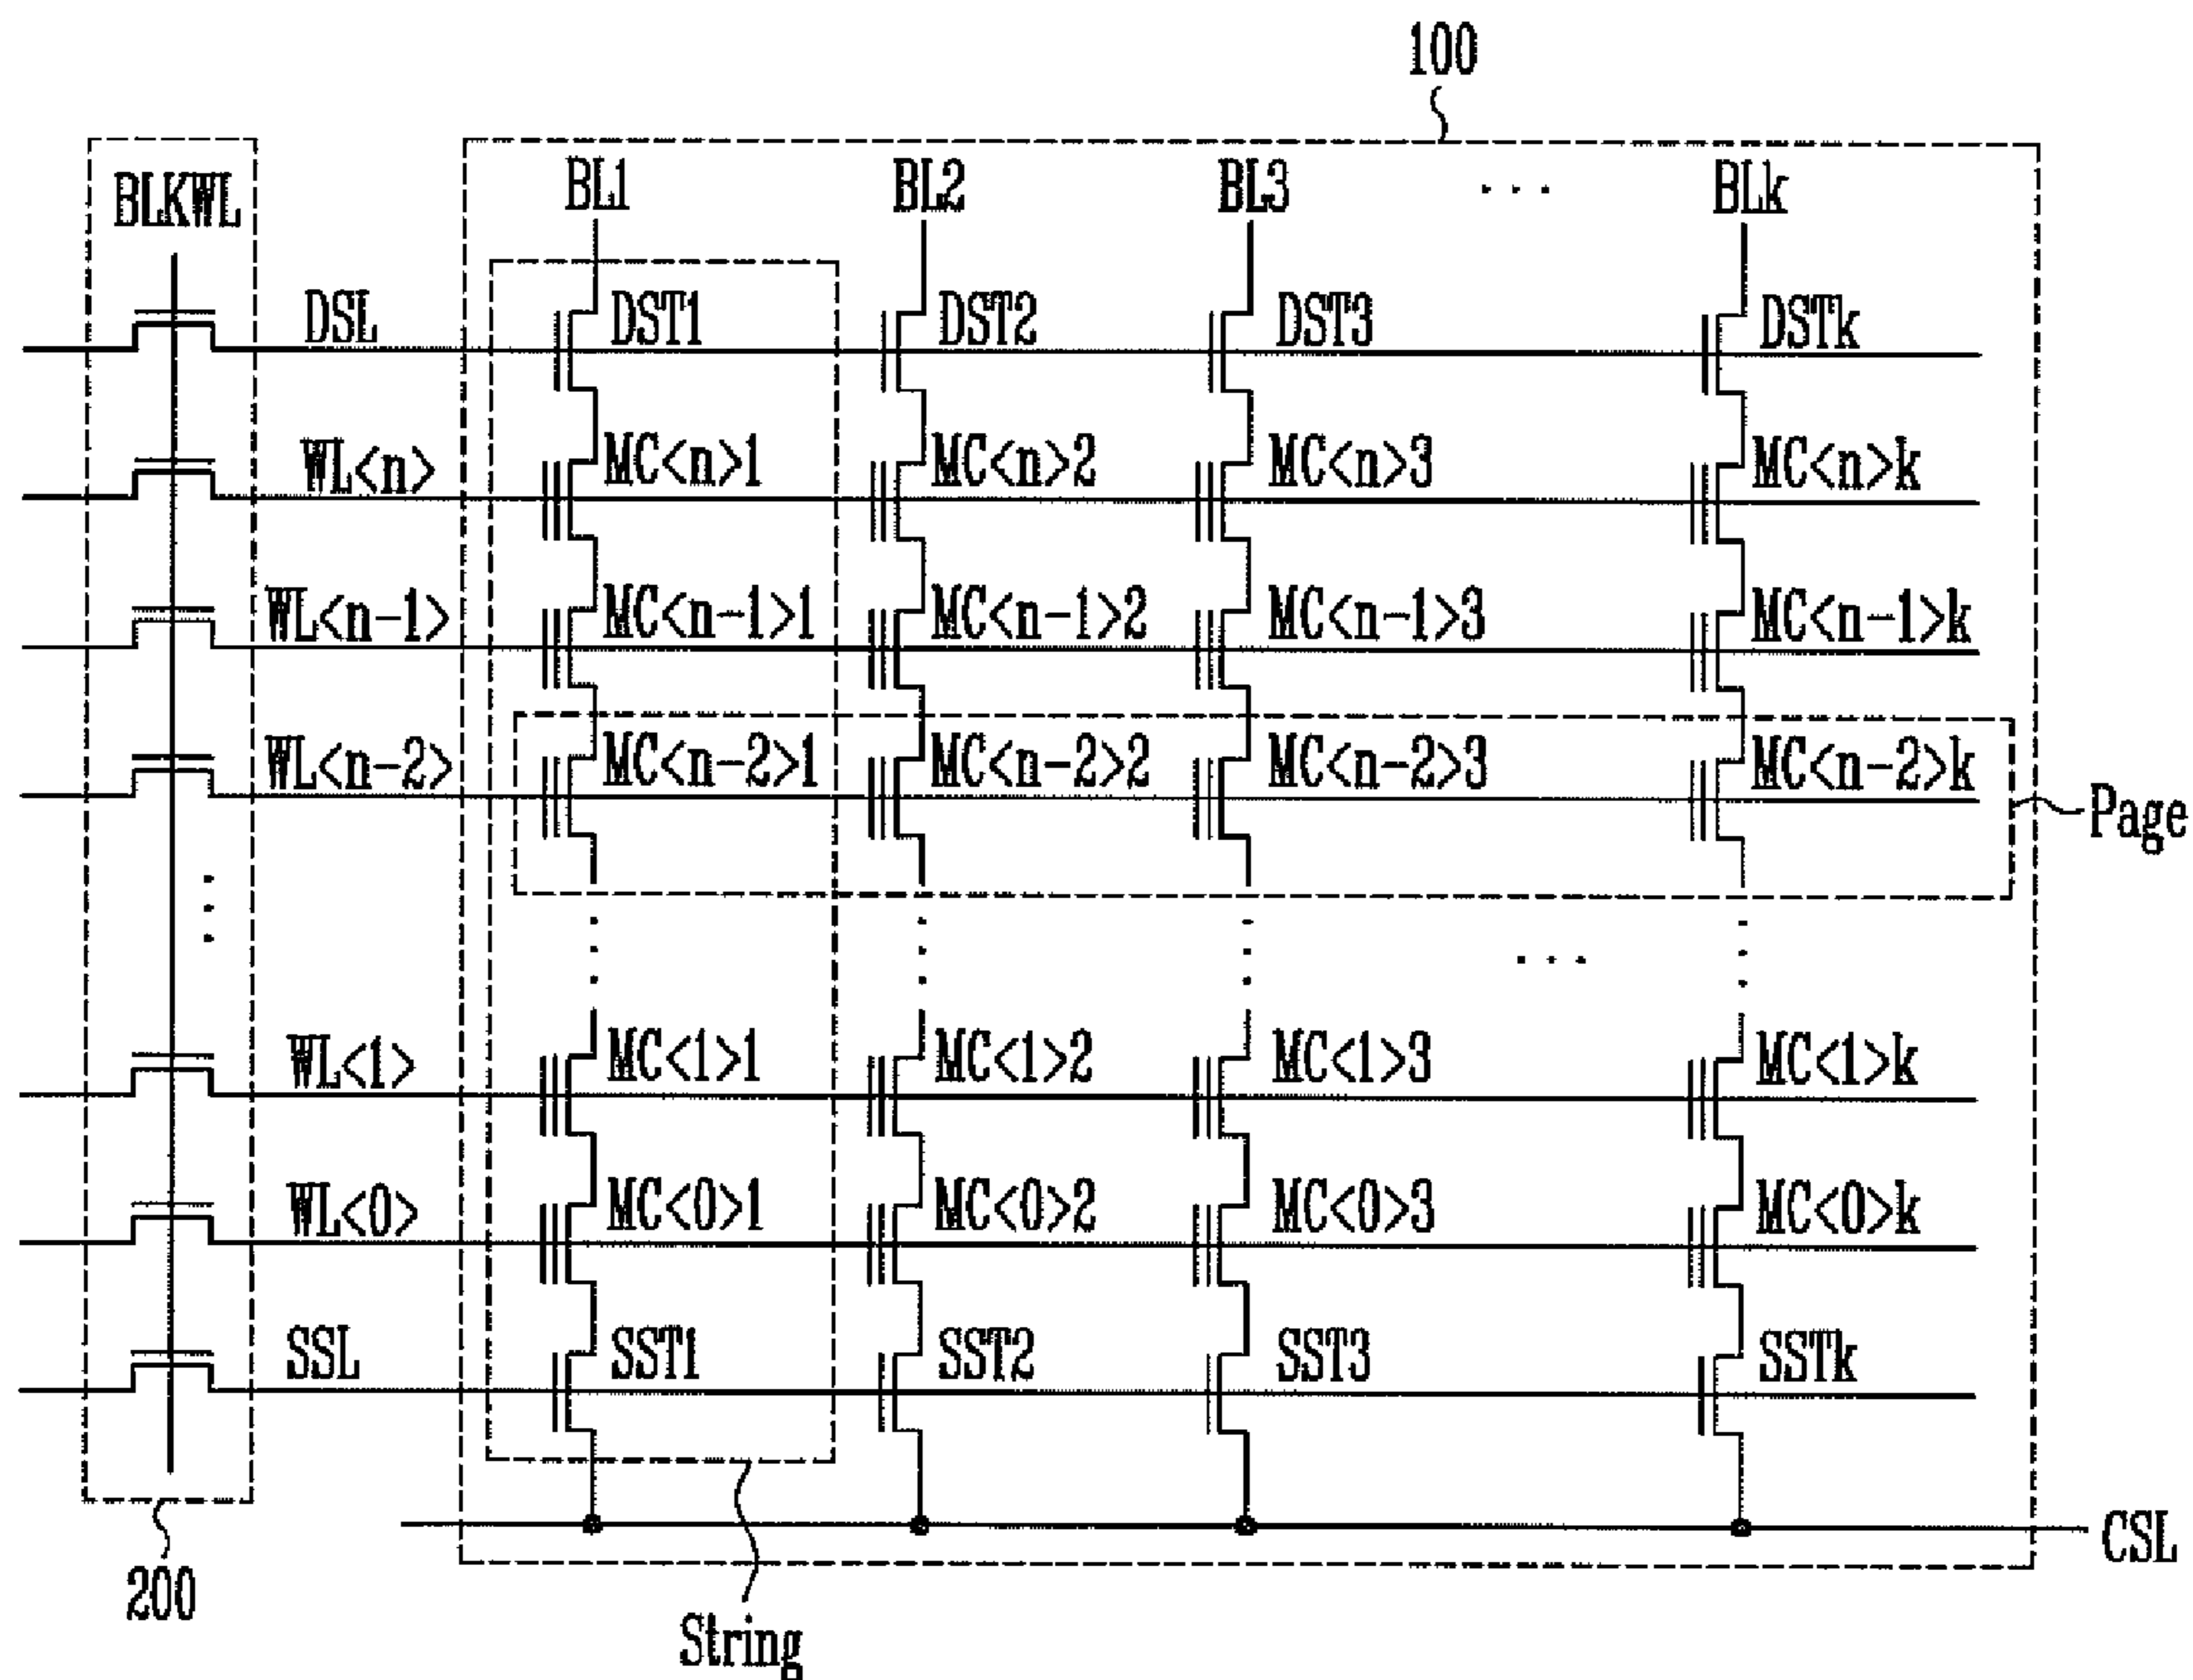 100
BLKWL BL1 BL2 BL3 ... BLk
DSL DST1 DST2 DST3 DSTk
WL<n> MC<n>1 MC<n>2 MC<n>3 MC<n>k
WL<n-1> MC<n-1>1 MC<n-1>2 MC<n-1>3 MC<n-1>k
WL<n-2> MC<n-2>1 MC<n-2>2 MC<n-2>3 MC<n-2>k
Page
...
WL<1> MC<1>1 MC<1>2 MC<1>3 MC<1>k
WL<0> MC<0>1 MC<0>2 MC<0>3 MC<0>k
SSL SST1 SST2 SST3 SSTk
CSL
200
String